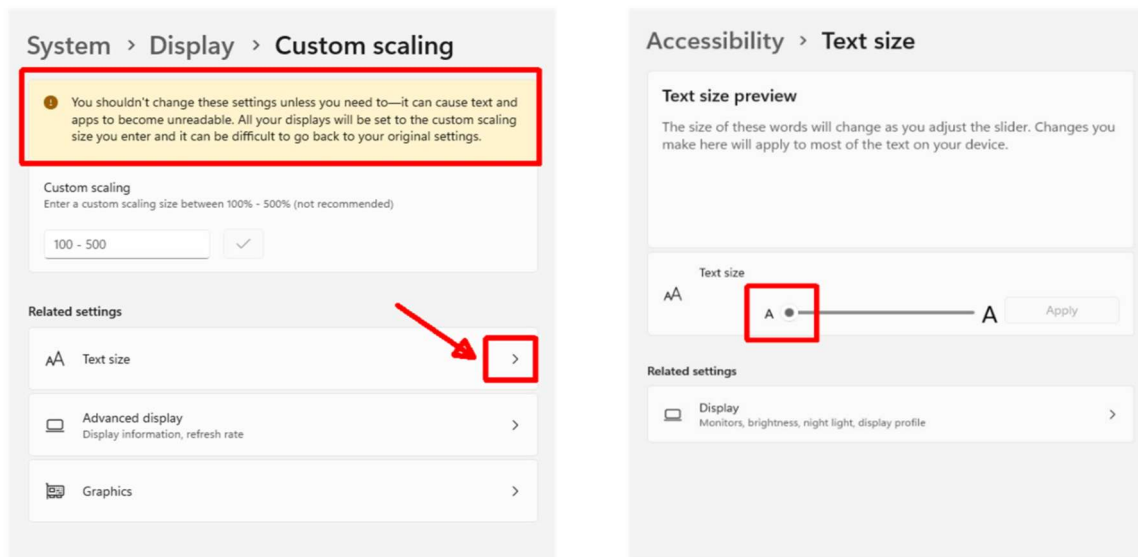 System > Display > Custom scaling
You shouldn't change these settings unless you need to—it can cause text and
apps to become unreadable. All your displays will be set to the custom scaling
size you enter and it can be difficult to go back to your original settings.
Custom scaling
Enter a custom scaling size between 100% - 500% (not recommended)
100 - 500
Related settings
AA Text size
Advanced display
Display information, refresh rate
Graphics
Accessibility > Text size
Text size preview
The size of these words will change as you adjust the slider. Changes you
make here will apply to most of the text on your device.
Text size
AA
A A Apply
Related settings
Display
Monitors, brightness, night light, display profile